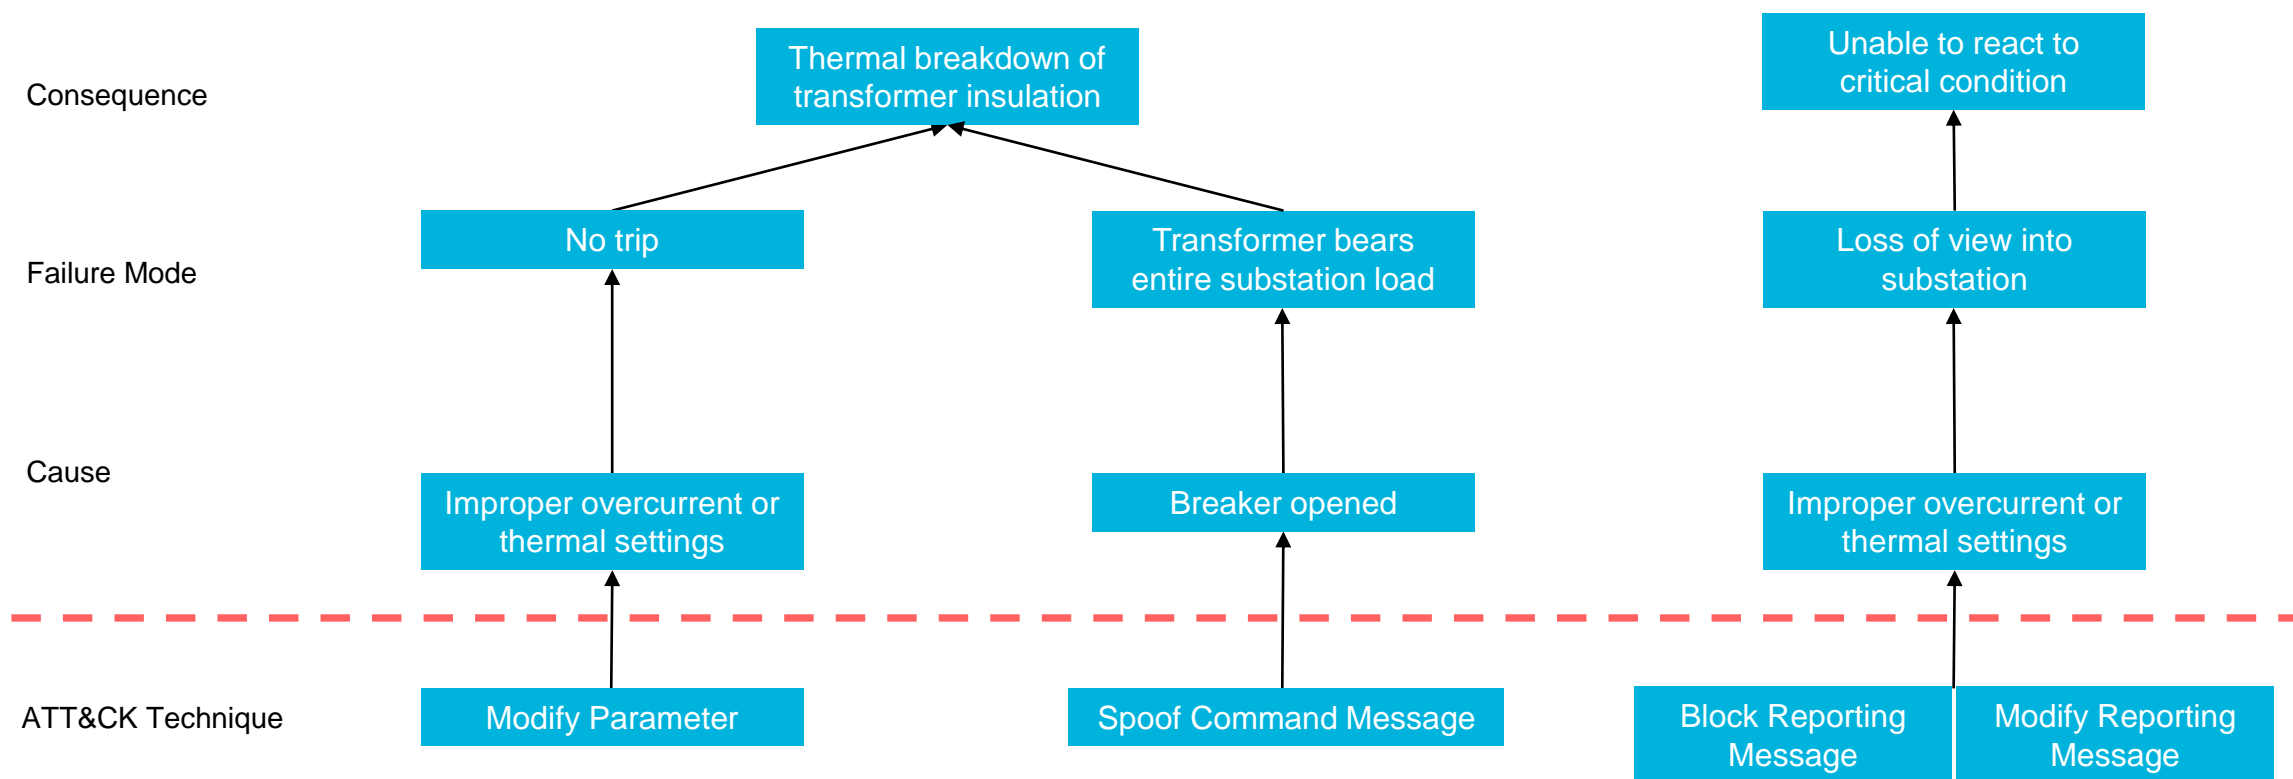 Consequence
Thermal breakdown of
transformer insulation
Unable to react to
critical condition
Failure Mode
No trip
Transformer bears
entire substation load
Loss of view into
substation
Cause
Improper overcurrent or
thermal settings
Breaker opened
Improper overcurrent or
thermal settings
ATT&CK Technique
Modify Parameter
Spoof Command Message
Block Reporting
Message
Modify Reporting
Message